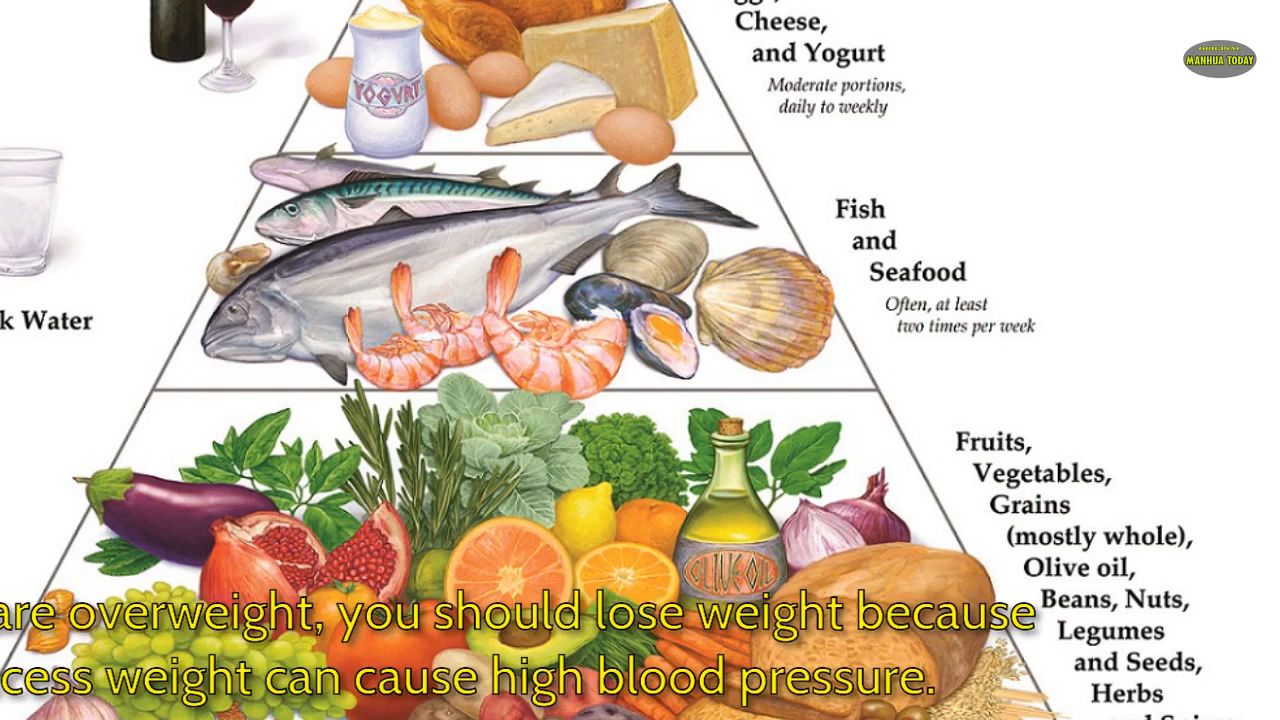 Cheese,
and Yogurt
Moderate portions,
daily to weekly
ORIGINAL
MANHUA TODAY
YOGURT
Fish
and
Seafood
Often, at least
two times per week
k Water
Fruits,
Vegetables,
Grains
(mostly whole),
Olive oil,
Beans, Nuts,
Legumes
and Seeds,
Herbs
OLIVE OIL
are overweight, you should lose weight because
cess weight can cause high blood pressure.